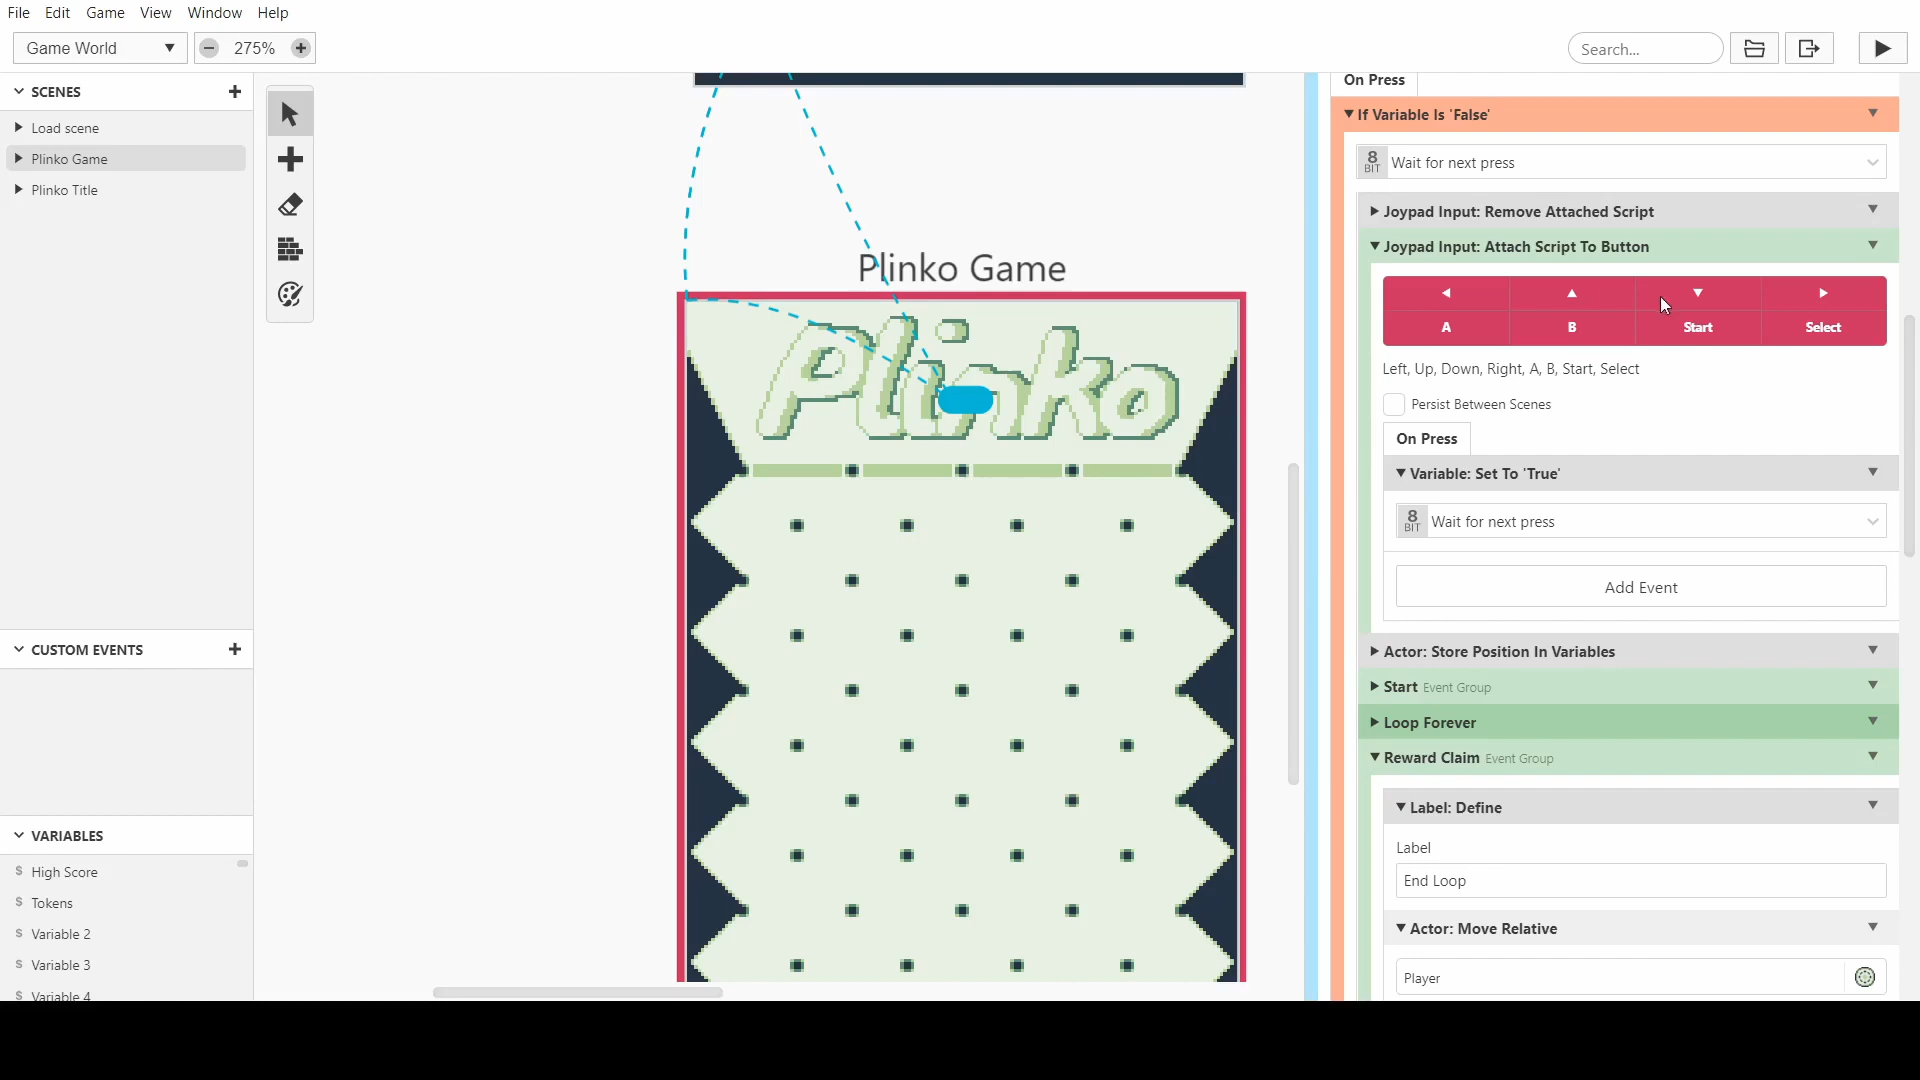 File Edit Game View Window Help
Game World 275% Search...
SCENES
Load scene
Plinko Game
Plinko Title
CUSTOM EVENTS
VARIABLES
$ High Score
$ Tokens
$ Variable 2
$ Variable 3
$ Variable 4
Plinko Game
Plinko
On Press
If Variable Is 'False'
8 BIT Wait for next press
Joypad Input: Remove Attached Script
Joypad Input: Attach Script To Button
A B Start Select
Left, Up, Down, Right, A, B, Start, Select
Persist Between Scenes
On Press
Variable: Set To 'True'
8 BIT Wait for next press
Add Event
Actor: Store Position In Variables
Start Event Group
Loop Forever
Reward Claim Event Group
Label: Define
Label
End Loop
Actor: Move Relative
Player